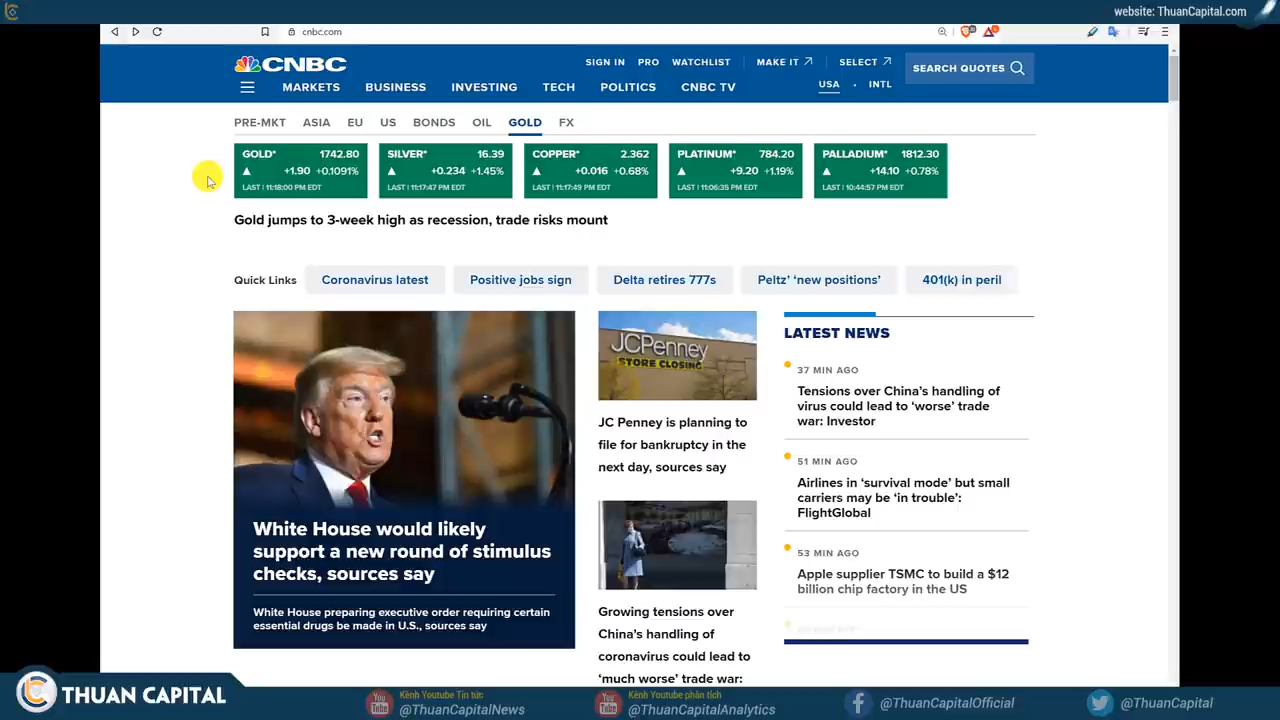 website: ThuanCapital.com
cnbc.com
CNBC
SIGN IN PRO WATCHLIST MAKE IT SELECT
SEARCH QUOTES
USA · INTL
MARKETS BUSINESS INVESTING TECH POLITICS CNBC TV
PRE-MKT ASIA EU US BONDS OIL GOLD FX
GOLD* 1742.80
+1.90 +0.1091%
LAST | 11:18:00 PM EDT
SILVER* 16.39
+0.234 +1.45%
LAST | 11:17:47 PM EDT
COPPER* 2.362
+0.016 +0.68%
LAST | 11:17:49 PM EDT
PLATINUM* 784.20
+9.20 +1.19%
LAST | 11:06:35 PM EDT
PALLADIUM* 1812.30
+14.10 +0.78%
LAST | 10:44:57 PM EDT
Gold jumps to 3-week high as recession, trade risks mount
Quick Links
Coronavirus latest
Positive jobs sign
Delta retires 777s
Peltz' 'new positions'
401(k) in peril
White House would likely
support a new round of stimulus
checks, sources say
White House preparing executive order requiring certain
essential drugs be made in U.S., sources say
JCPenney
STORE CLOSING
JC Penney is planning to
file for bankruptcy in the
next day, sources say
Growing tensions over
China's handling of
coronavirus could lead to
'much worse' trade war:
LATEST NEWS
37 MIN AGO
Tensions over China's handling of
virus could lead to 'worse' trade
war: Investor
51 MIN AGO
Airlines in 'survival mode' but small
carriers may be 'in trouble':
FlightGlobal
53 MIN AGO
Apple supplier TSMC to build a $12
billion chip factory in the US
THUAN CAPITAL
Kênh Youtube Tin tức
@ThuanCapitalNews
Kênh Youtube phân tích
@ThuanCapitalAnalytics
@ThuanCapitalOfficial
@ThuanCapital